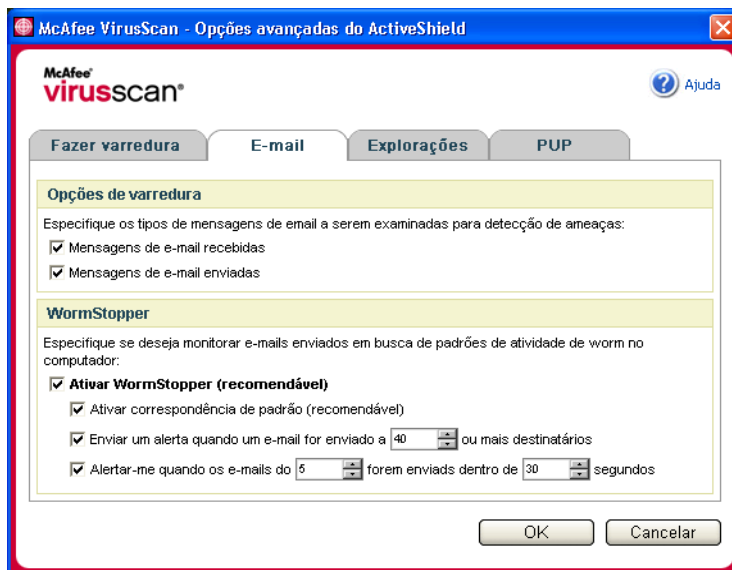 McAfee VirusScan - Opções avançadas do ActiveShield
McAfee®
virusscan®
Ajuda
Fazer varredura
E-mail
Explorações
PUP
Opções de varredura
Especifique os tipos de mensagens de email a serem examinadas para detecção de ameaças:
Mensagens de e-mail recebidas
Mensagens de e-mail enviadas
WormStopper
Especifique se deseja monitorar e-mails enviados em busca de padrões de atividade de worm no
computador:
Ativar WormStopper (recomendável)
Ativar correspondência de padrão (recomendável)
Enviar um alerta quando um e-mail for enviado a 40 ou mais destinatários
Alertar-me quando os e-mails do 5 forem enviads dentro de 30 segundos
OK
Cancelar